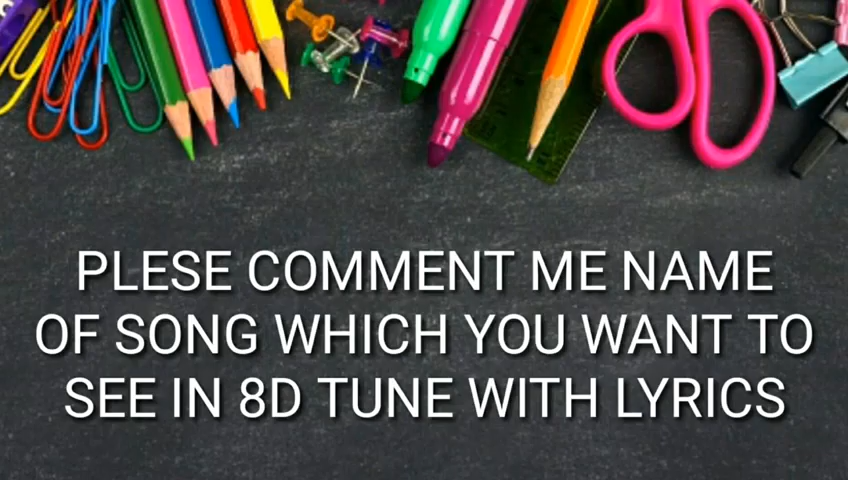 PLESE COMMENT ME NAME
OF SONG WHICH YOU WANT TO
SEE IN 8D TUNE WITH LYRICS